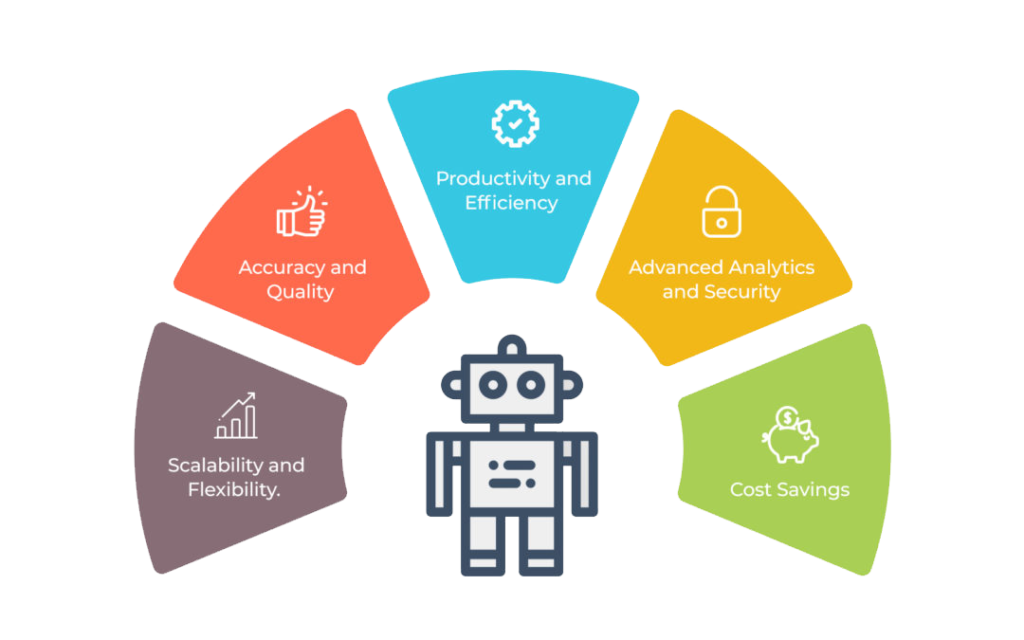 Productivity and
Efficiency
Accuracy and
Quality
Advanced Analytics
and Security
Scalability and
Flexibility.
Cost Savings